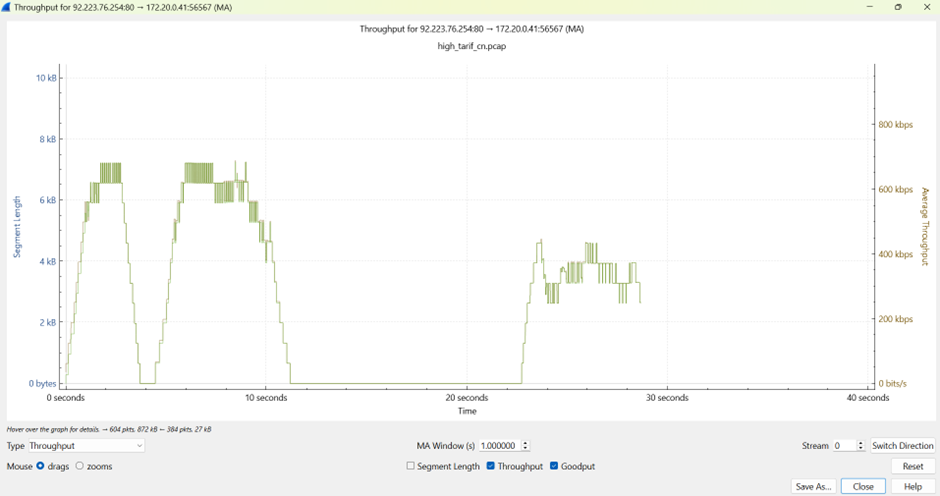 Throughput for 92.223.76.254:80 → 172.20.0.41:56567 (MA)
Throughput for 92.223.76.254:80 → 172.20.0.41:56567 (MA)
high_tarif_cn.pcap
10 kB
8 kB
6 kB
4 kB
2 kB
0 bytes
Segment Length
800 kbps
600 kbps
400 kbps
200 kbps
0 bits/s
Average Throughput
0 seconds 10 seconds 20 seconds 30 seconds 40 seconds
Time
Hover over the graph for details. → 604 pkts, 872 kB ← 384 pkts, 27 kB
Type Throughput MA Window (s) 1.000000 Stream 0 Switch Direction
Mouse drags zooms Segment Length Throughput Goodput Reset
Save As... Close Help